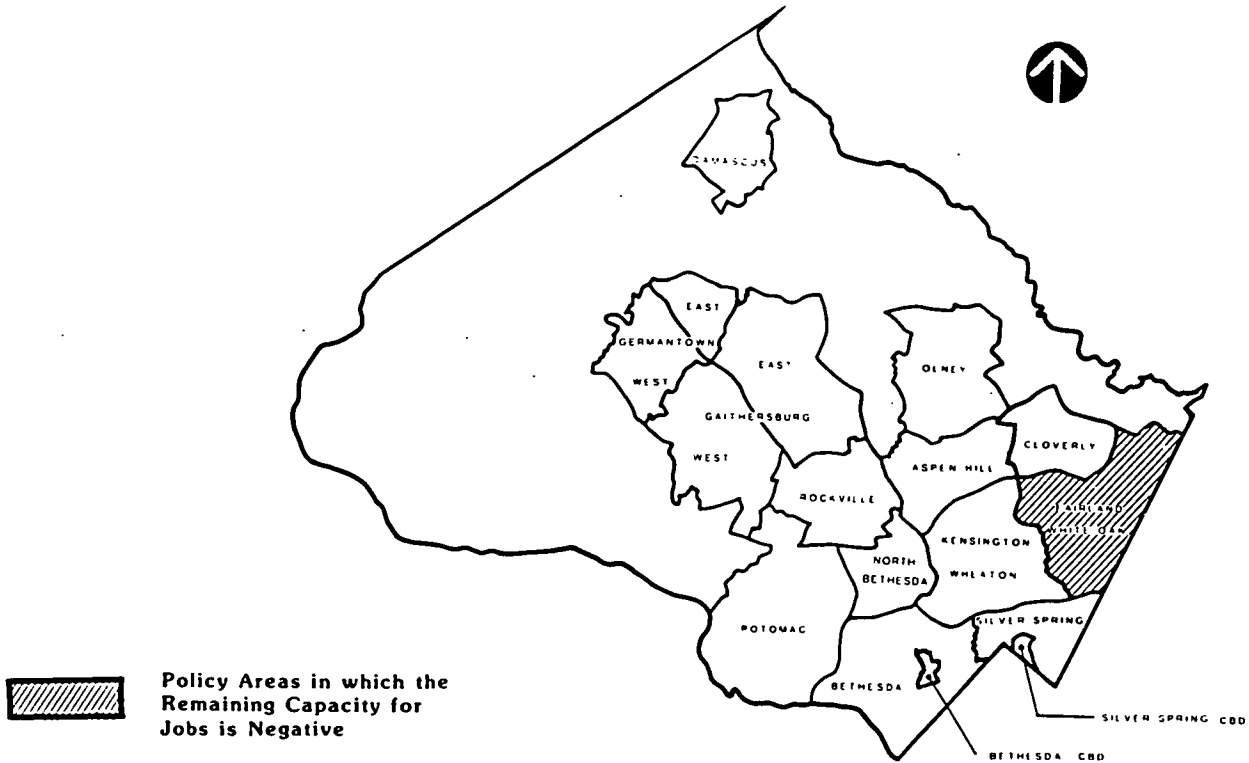 DAMASCUS
EAST
GERMANTOWN
WEST
EAST
GAITHERSBURG
WEST
OLNEY
CLOVERLY
ASPEN HILL
ROCKVILLE
FAIRLAND
WHITE OAK
KENSINGTON
WHEATON
NORTH
BETHESDA
POTOMAC
SILVER SPRING
BETHESDA
SILVER SPRING CBD
BETHESDA CBD
Policy Areas in which the
Remaining Capacity for
Jobs is Negative